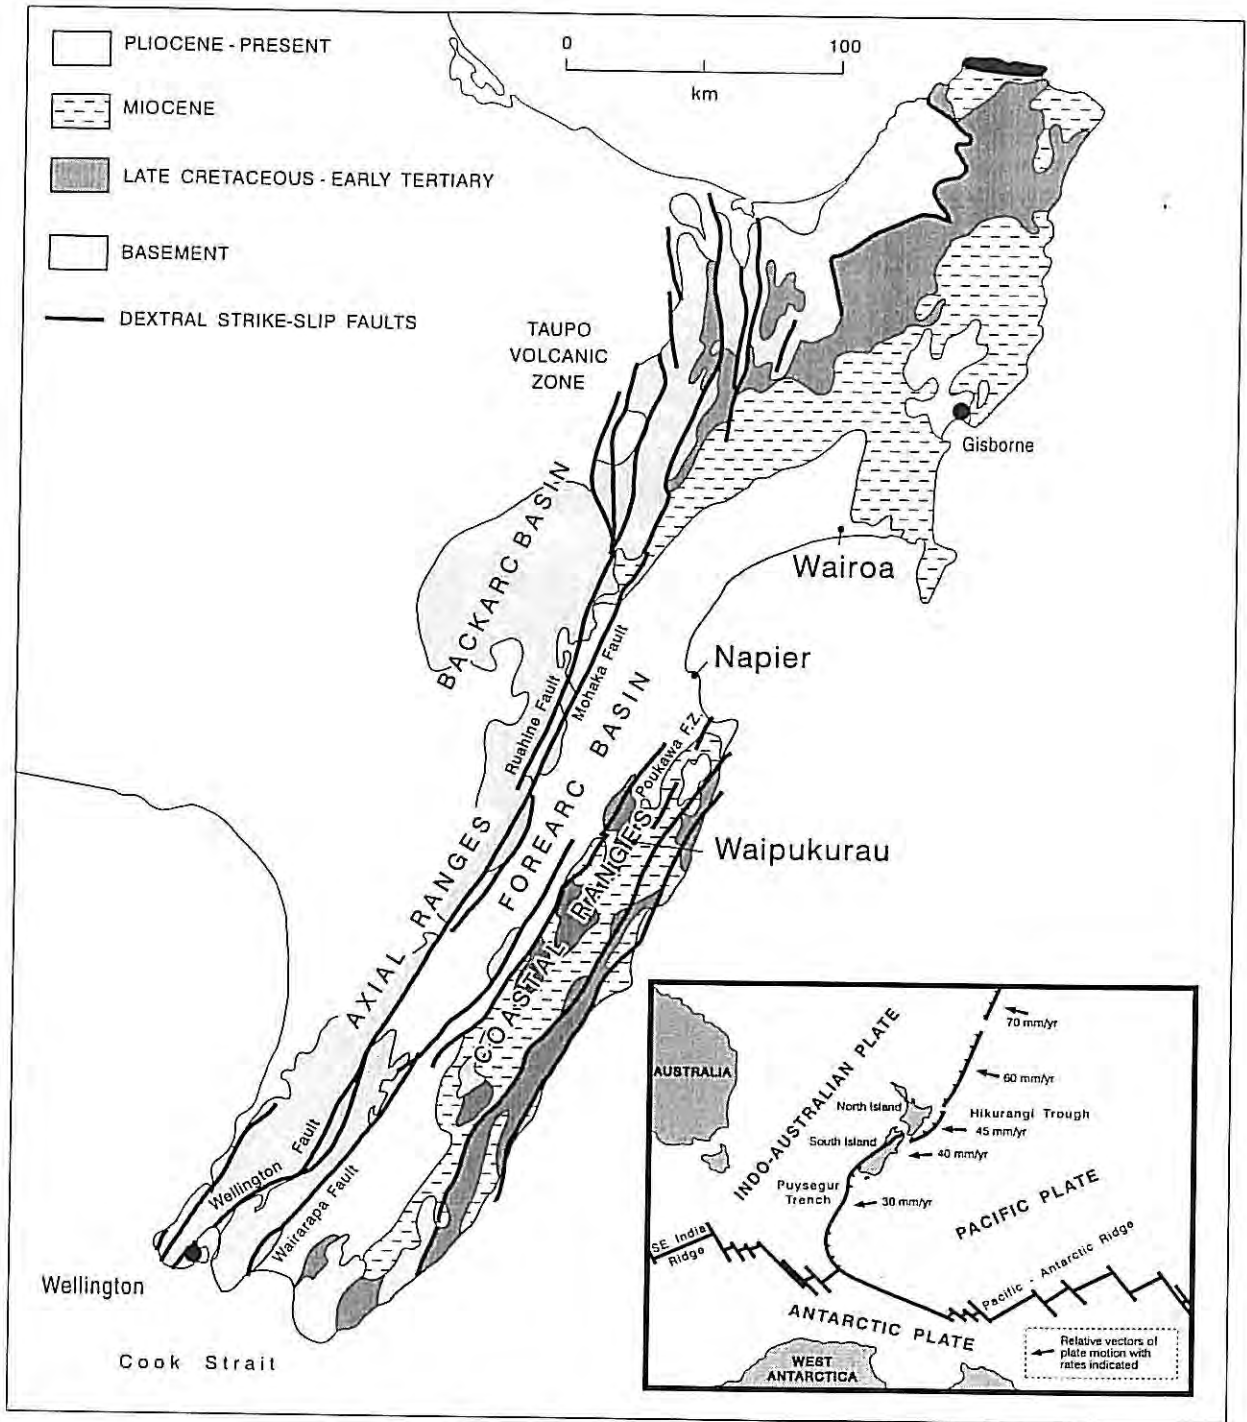 PLIOCENE - PRESENT
MIOCENE
LATE CRETACEOUS - EARLY TERTIARY
BASEMENT
DEXTRAL STRIKE-SLIP FAULTS
0 100
km
TAUPO
VOLCANIC
ZONE
Gisborne
BACKARC BASIN
Wairoa
Napier
Ruahine Fault
Mohaka Fault
FOREARC BASIN
Poukawa F.Z.
AXIAL RANGES
COASTAL RANGES
Waipukurau
Wellington Fault
Wairarapa Fault
Wellington
Cook Strait
AUSTRALIA
INDO-AUSTRALIAN PLATE
70 mm/yr
60 mm/yr
North Island
Hikurangi Trough
South Island
45 mm/yr
40 mm/yr
Puysegur
Trench
30 mm/yr
PACIFIC PLATE
SE India
Ridge
Pacific - Antarctic Ridge
ANTARCTIC PLATE
WEST
ANTARCTICA
Relative vectors of
plate motion with
rates indicated